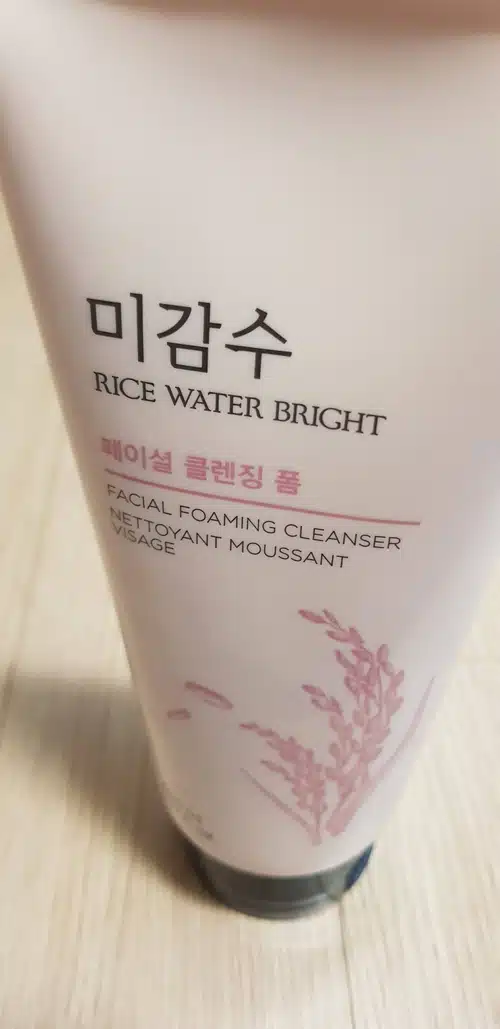 미감수
RICE WATER BRIGHT
페이셜 클렌징 폼
FACIAL FOAMING CLEANSER
NETTOYANT MOUSSANT
VISAGE